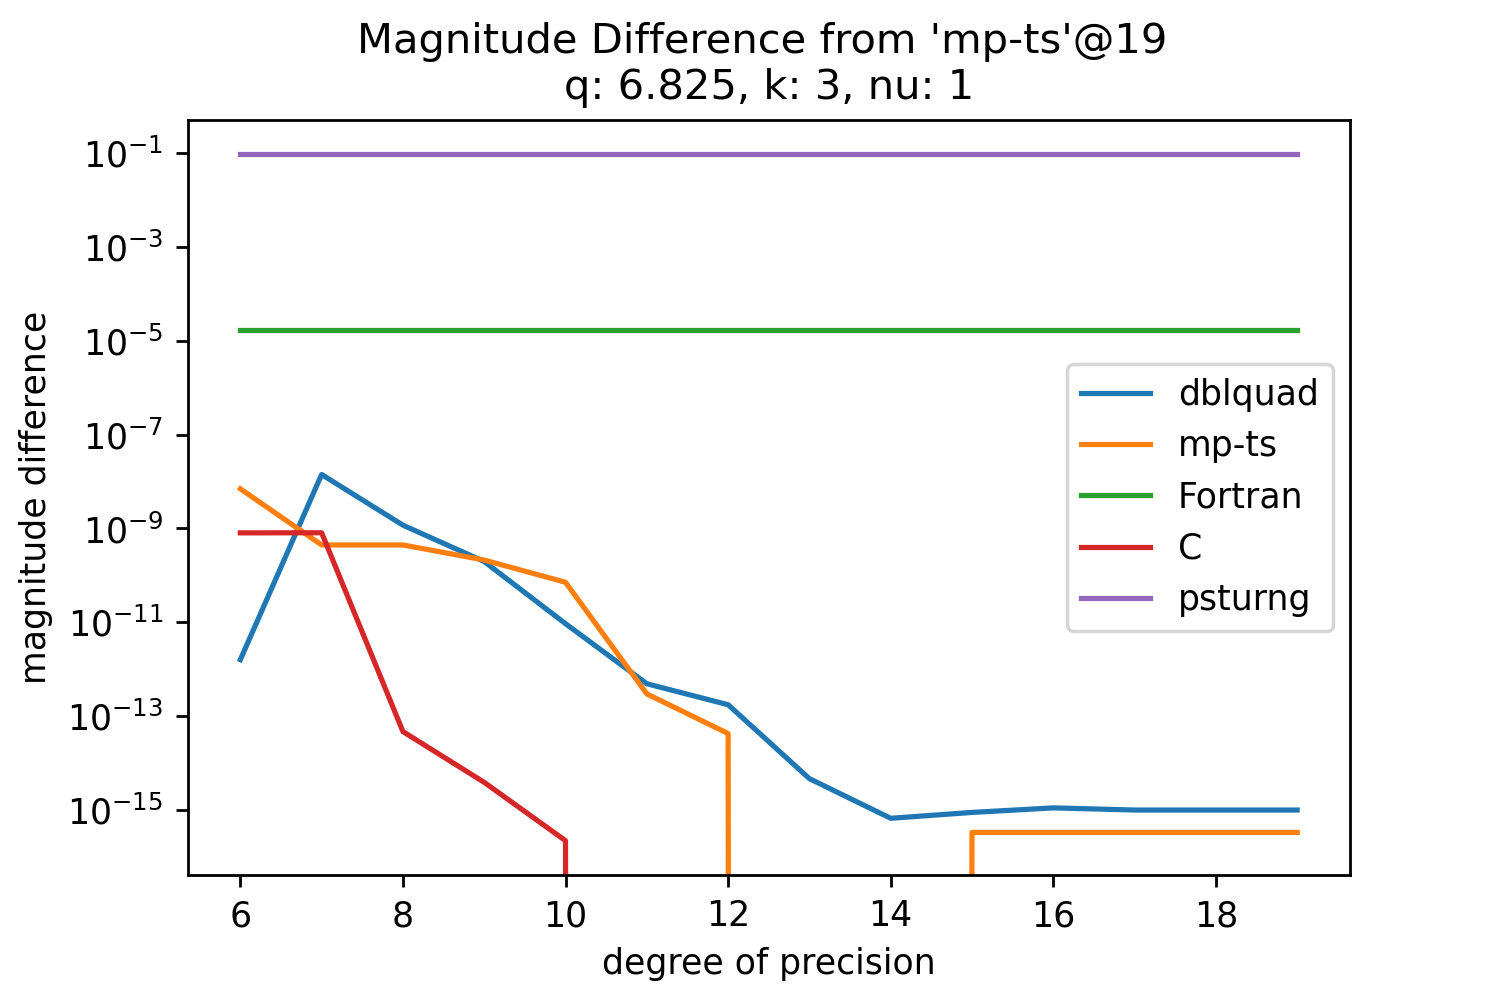 Magnitude Difference from 'mp-ts'@19
q: 6.825, k: 3, nu: 1
magnitude difference
10⁻¹
10⁻³
10⁻⁵
10⁻⁷
10⁻⁹
10⁻¹¹
10⁻¹³
10⁻¹⁵
dblquad
mp-ts
Fortran
C
psturng
6 8 10 12 14 16 18
degree of precision